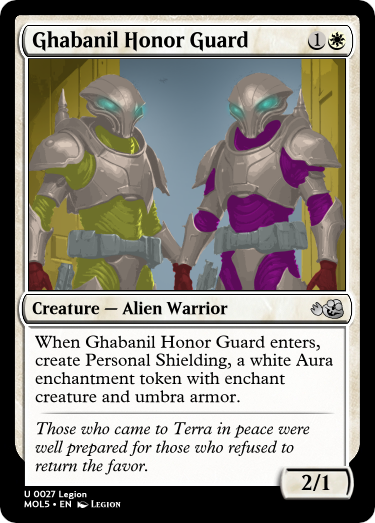 Ghabanil Honor Guard 1
Creature — Alien Warrior
When Ghabanil Honor Guard enters,
create Personal Shielding, a white Aura
enchantment token with enchant
creature and umbra armor.
Those who came to Terra in peace were
well prepared for those who refused to
return the favor.
2/1
U 0027 Legion
MOL5 • EN Legion